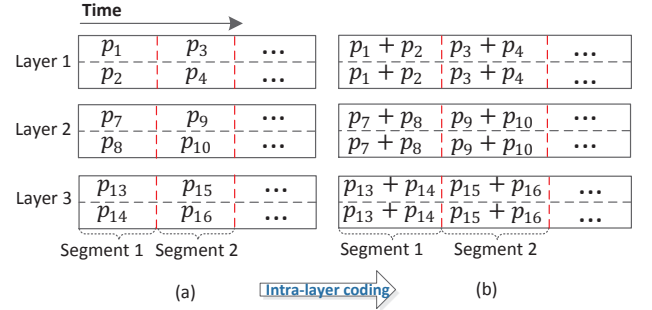 Time
Layer 1
p₁ p₃ ...
p₂ p₄ ...
p₁ + p₂ p₃ + p₄ ...
p₁ + p₂ p₃ + p₄ ...
Layer 2
p₇ p₉ ...
p₈ p₁₀ ...
p₇ + p₈ p₉ + p₁₀ ...
p₇ + p₈ p₉ + p₁₀ ...
Layer 3
p₁₃ p₁₅ ...
p₁₄ p₁₆ ...
p₁₃ + p₁₄ p₁₅ + p₁₆ ...
p₁₃ + p₁₄ p₁₅ + p₁₆ ...
Segment 1 Segment 2
Segment 1 Segment 2
(a) Intra-layer coding (b)